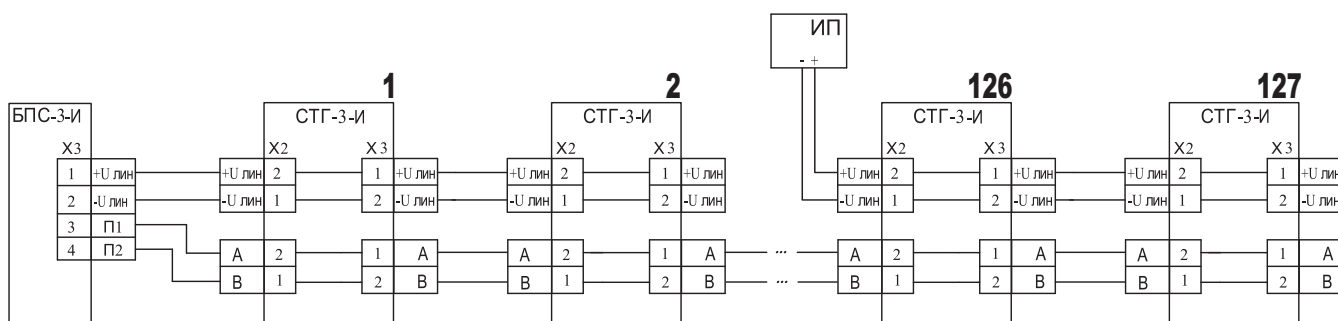 ИП
- +
1 2 126 127
БПС-3-И СТГ-3-И СТГ-3-И СТГ-3-И СТГ-3-И
X3 X2 X3 X2 X3 X2 X3 X2 X3
1 +U лин +U лин 2 1 +U лин +U лин 2 1 +U лин +U лин 2 1 +U лин +U лин 2 1 +U лин
2 -U лин -U лин 1 2 -U лин -U лин 1 2 -U лин -U лин 1 2 -U лин -U лин 1 2 -U лин
3 П1
4 П2
A 2 1 A A 2 1 A ... A 2 1 A A 2 1 A
B 1 2 B B 1 2 B ... B 1 2 B B 1 2 B